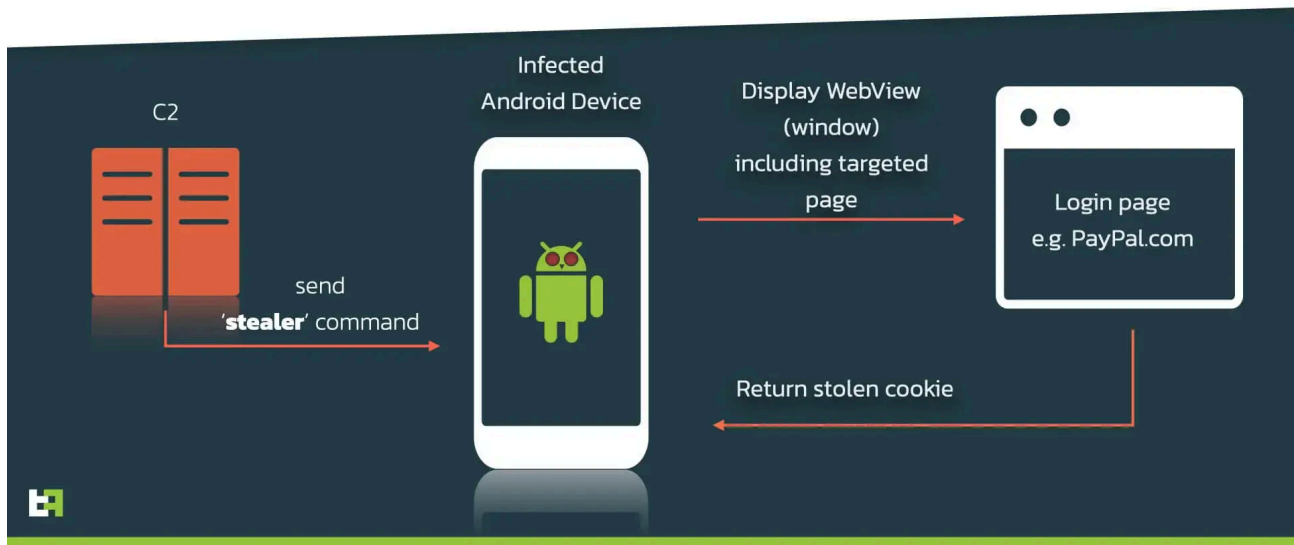 C2
send
‘stealer’ command
Infected
Android Device
Display WebView
(window)
including targeted
page
Login page
e.g. PayPal.com
Return stolen cookie